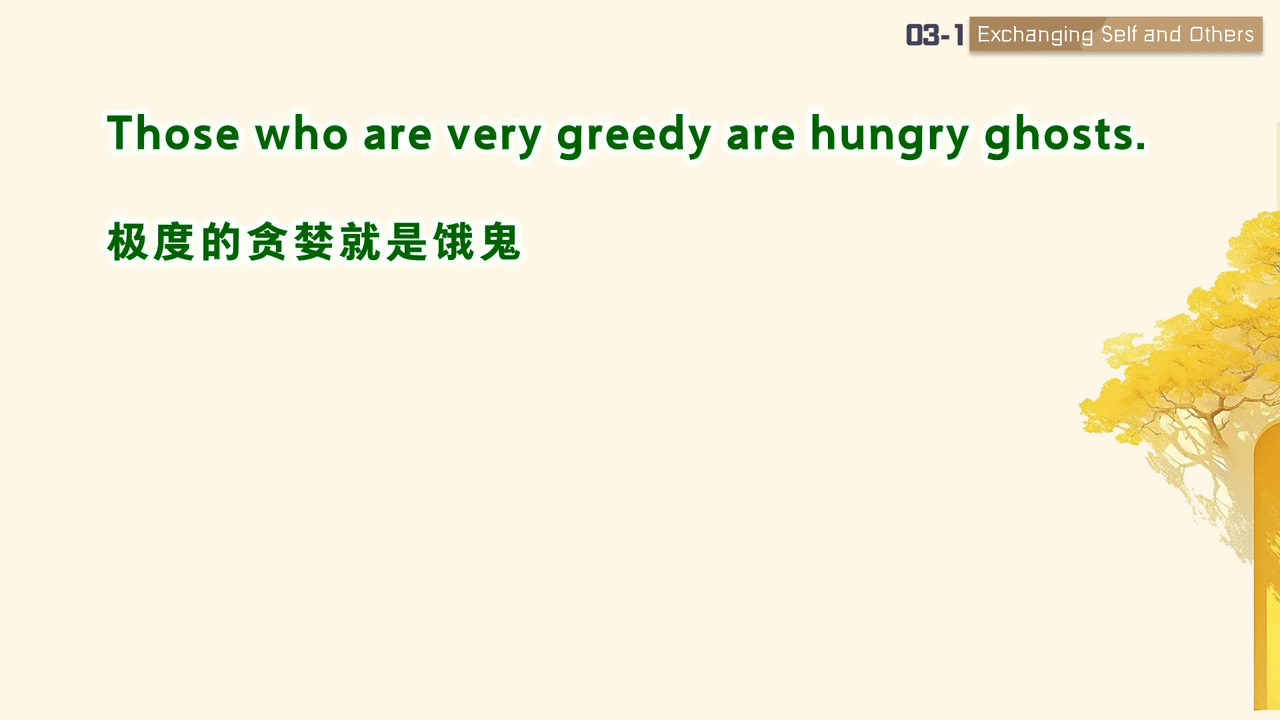 03-1 Exchanging Self and Others
Those who are very greedy are hungry ghosts.
极度的贪婪就是饿鬼